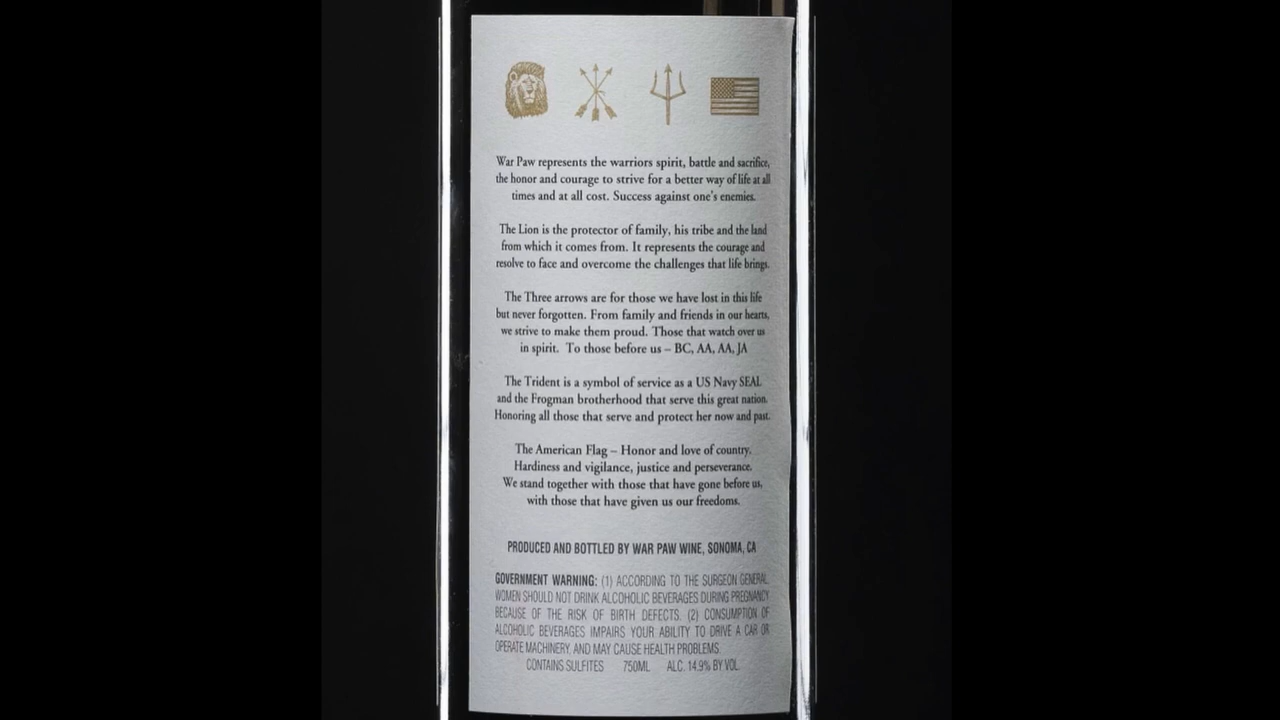 War Paw represents the warriors spirit, battle and sacrifice,
the honor and courage to strive for a better way of life at all
times and at all cost. Success against one's enemies.
The Lion is the protector of family, his tribe and the land
from which it comes from. It represents the courage and
resolve to face and overcome the challenges that life brings.
The Three arrows are for those we have lost in this life
but never forgotten. From family and friends in our hearts,
we strive to make them proud. Those that watch over us
in spirit. To those before us – BC, AA, AA, JA
The Trident is a symbol of service as a US Navy SEAL
and the Frogman brotherhood that serve this great nation.
Honoring all those that serve and protect her now and past.
The American Flag – Honor and love of country.
Hardiness and vigilance, justice and perseverance.
We stand together with those that have gone before us,
with those that have given us our freedoms.
PRODUCED AND BOTTLED BY WAR PAW WINE, SONOMA, CA
GOVERNMENT WARNING: (1) ACCORDING TO THE SURGEON GENERAL
WOMEN SHOULD NOT DRINK ALCOHOLIC BEVERAGES DURING PREGNANCY
BECAUSE OF THE RISK OF BIRTH DEFECTS. (2) CONSUMPTION OF
ALCOHOLIC BEVERAGES IMPAIRS YOUR ABILITY TO DRIVE A CAR OR
OPERATE MACHINERY, AND MAY CAUSE HEALTH PROBLEMS.
CONTAINS SULFITES 750ML ALC. 14.9% BY VOL